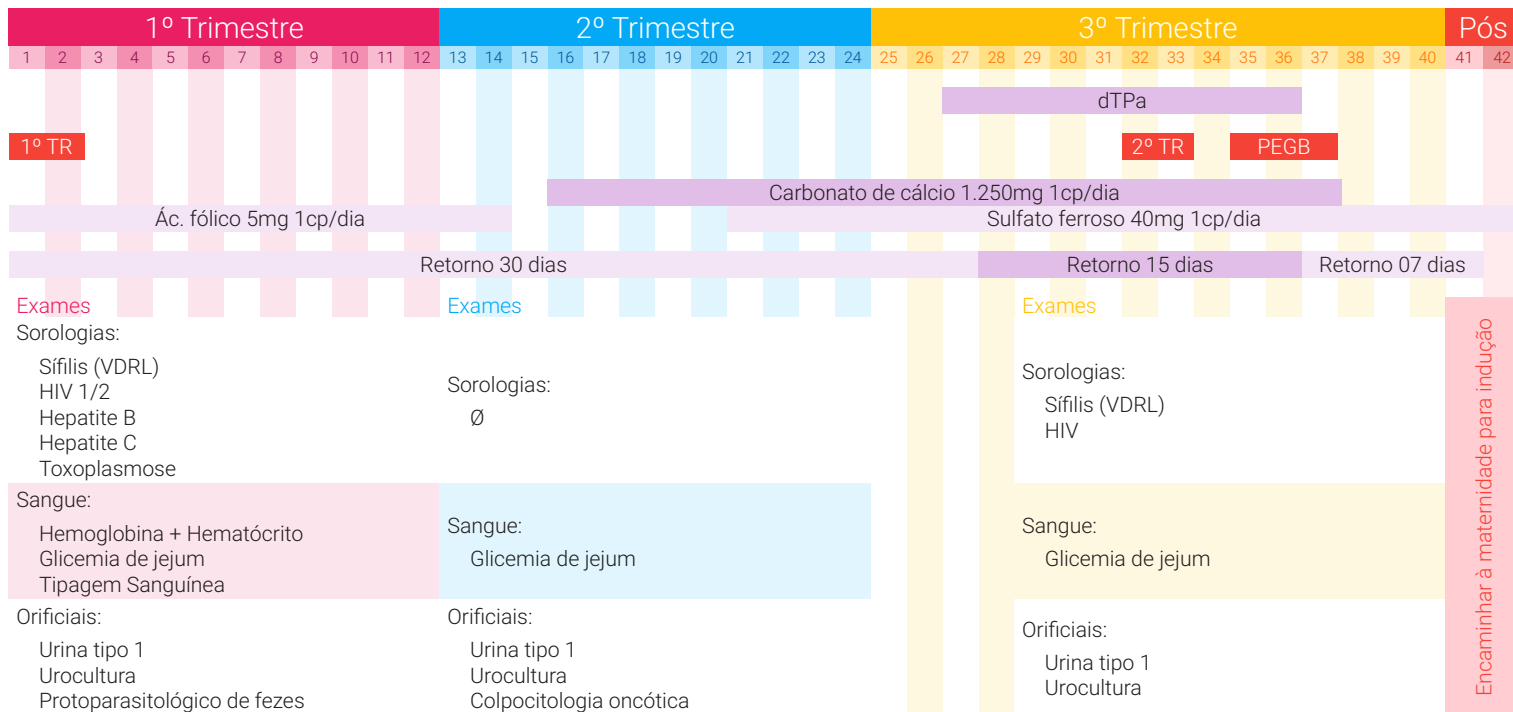 1º Trimestre 2º Trimestre 3º Trimestre Pós
1 2 3 4 5 6 7 8 9 10 11 12 13 14 15 16 17 18 19 20 21 22 23 24 25 26 27 28 29 30 31 32 33 34 35 36 37 38 39 40 41 42
dTPa
1º TR 2º TR PEGB
Carbonato de cálcio 1.250mg 1cp/dia
Ác. fólico 5mg 1cp/dia Sulfato ferroso 40mg 1cp/dia
Retorno 30 dias Retorno 15 dias Retorno 07 dias
Exames
Sorologias:
Sífilis (VDRL)
HIV 1/2
Hepatite B
Hepatite C
Toxoplasmose
Sangue:
Hemoglobina + Hematócrito
Glicemia de jejum
Tipagem Sanguínea
Orificiais:
Urina tipo 1
Urocultura
Protoparasitológico de fezes
Exames
Sorologias:
Ø
Sangue:
Glicemia de jejum
Orificiais:
Urina tipo 1
Urocultura
Colpocitologia oncótica
Exames
Sorologias:
Sífilis (VDRL)
HIV
Sangue:
Glicemia de jejum
Orificiais:
Urina tipo 1
Urocultura
Encaminhar à maternidade para indução